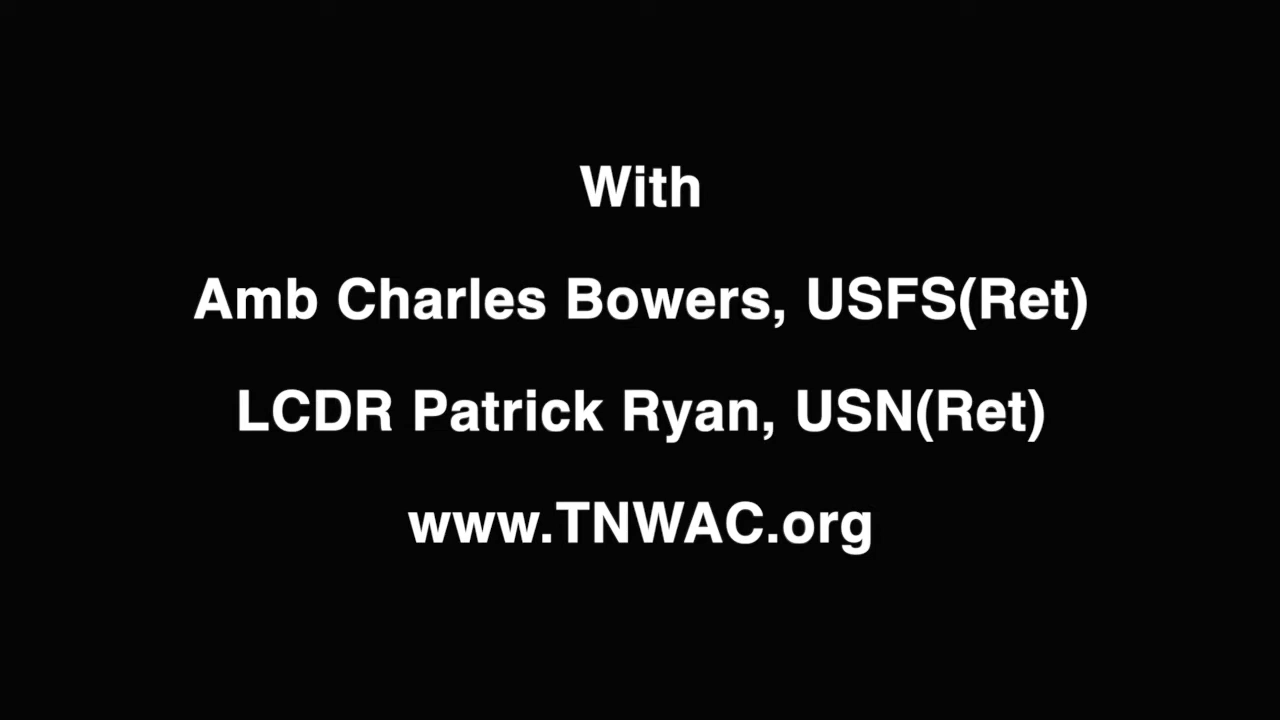 With
Amb Charles Bowers, USFS(Ret)
LCDR Patrick Ryan, USN(Ret)
www.TNWAC.org